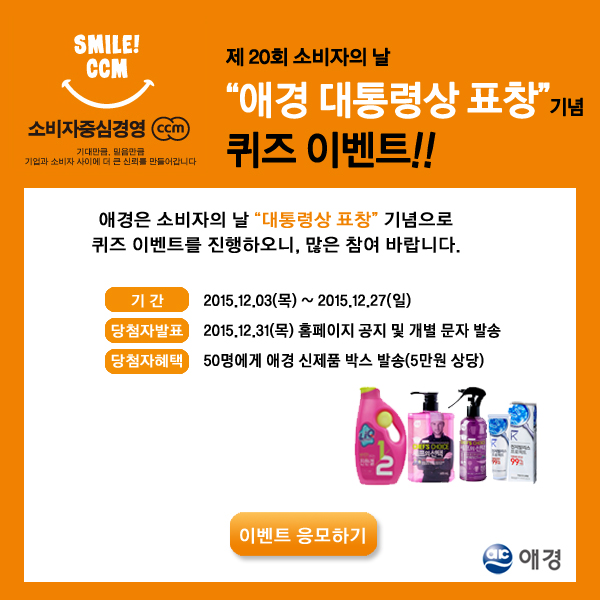 SMILE!
CCM
소비자중심경영 ccm
기대만큼, 믿음만큼
기업과 소비자 사이에 더 큰 신뢰를 만들어갑니다
제 20회 소비자의 날
“애경 대통령상 표창”기념
퀴즈 이벤트!!
애경은 소비자의 날 “대통령상 표창” 기념으로
퀴즈 이벤트를 진행하오니, 많은 참여 바랍니다.
기 간 2015.12.03(목) ~ 2015.12.27(일)
당첨자발표 2015.12.31(목) 홈페이지 공지 및 개별 문자 발송
당첨자혜택 50명에게 애경 신제품 박스 발송(5만원 상당)
12
CHEF'S CHOICE
99%
이벤트 응모하기
애경